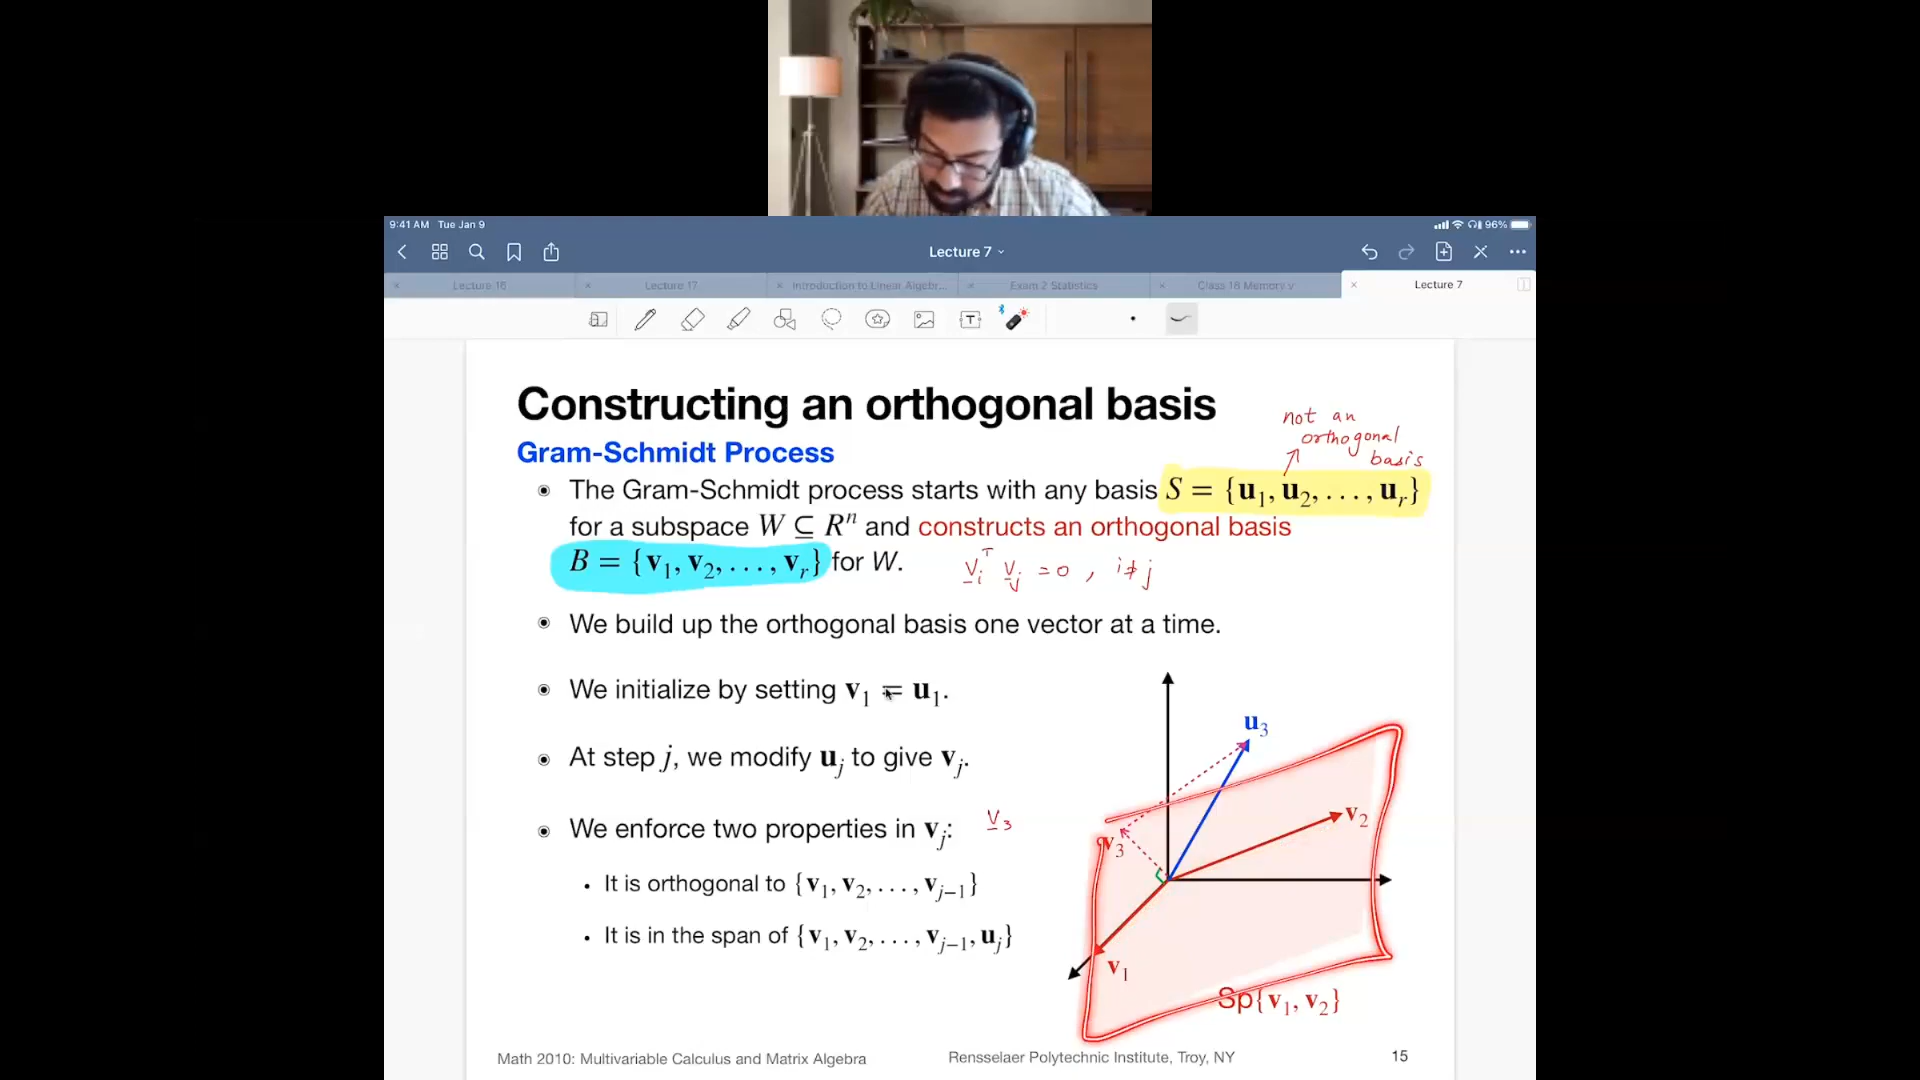 9:41 AM Tue Jan 9
96%
Lecture 7
Lecture 16
Lecture 17
Introduction to Linear Algebr...
Exam 2 Statistics
Class 18 Memory v
Lecture 7
Constructing an orthogonal basis
not an
orthogonal
basis
Gram-Schmidt Process
The Gram-Schmidt process starts with any basis S = {u₁, u₂, . . . , uᵣ}
for a subspace W ⊆ Rⁿ and constructs an orthogonal basis
B = {v₁, v₂, . . . , vᵣ} for W.
vᵢᵀ vⱼ = 0 , i ≠ j
We build up the orthogonal basis one vector at a time.
We initialize by setting v₁ = u₁.
At step j, we modify uⱼ to give vⱼ.
We enforce two properties in vⱼ:
v₃
It is orthogonal to {v₁, v₂, . . . , vⱼ₋₁}
It is in the span of {v₁, v₂, . . . , vⱼ₋₁, uⱼ}
u₃
v₂
v₃
v₁
Sp{v₁, v₂}
Math 2010: Multivariable Calculus and Matrix Algebra
Rensselaer Polytechnic Institute, Troy, NY
15